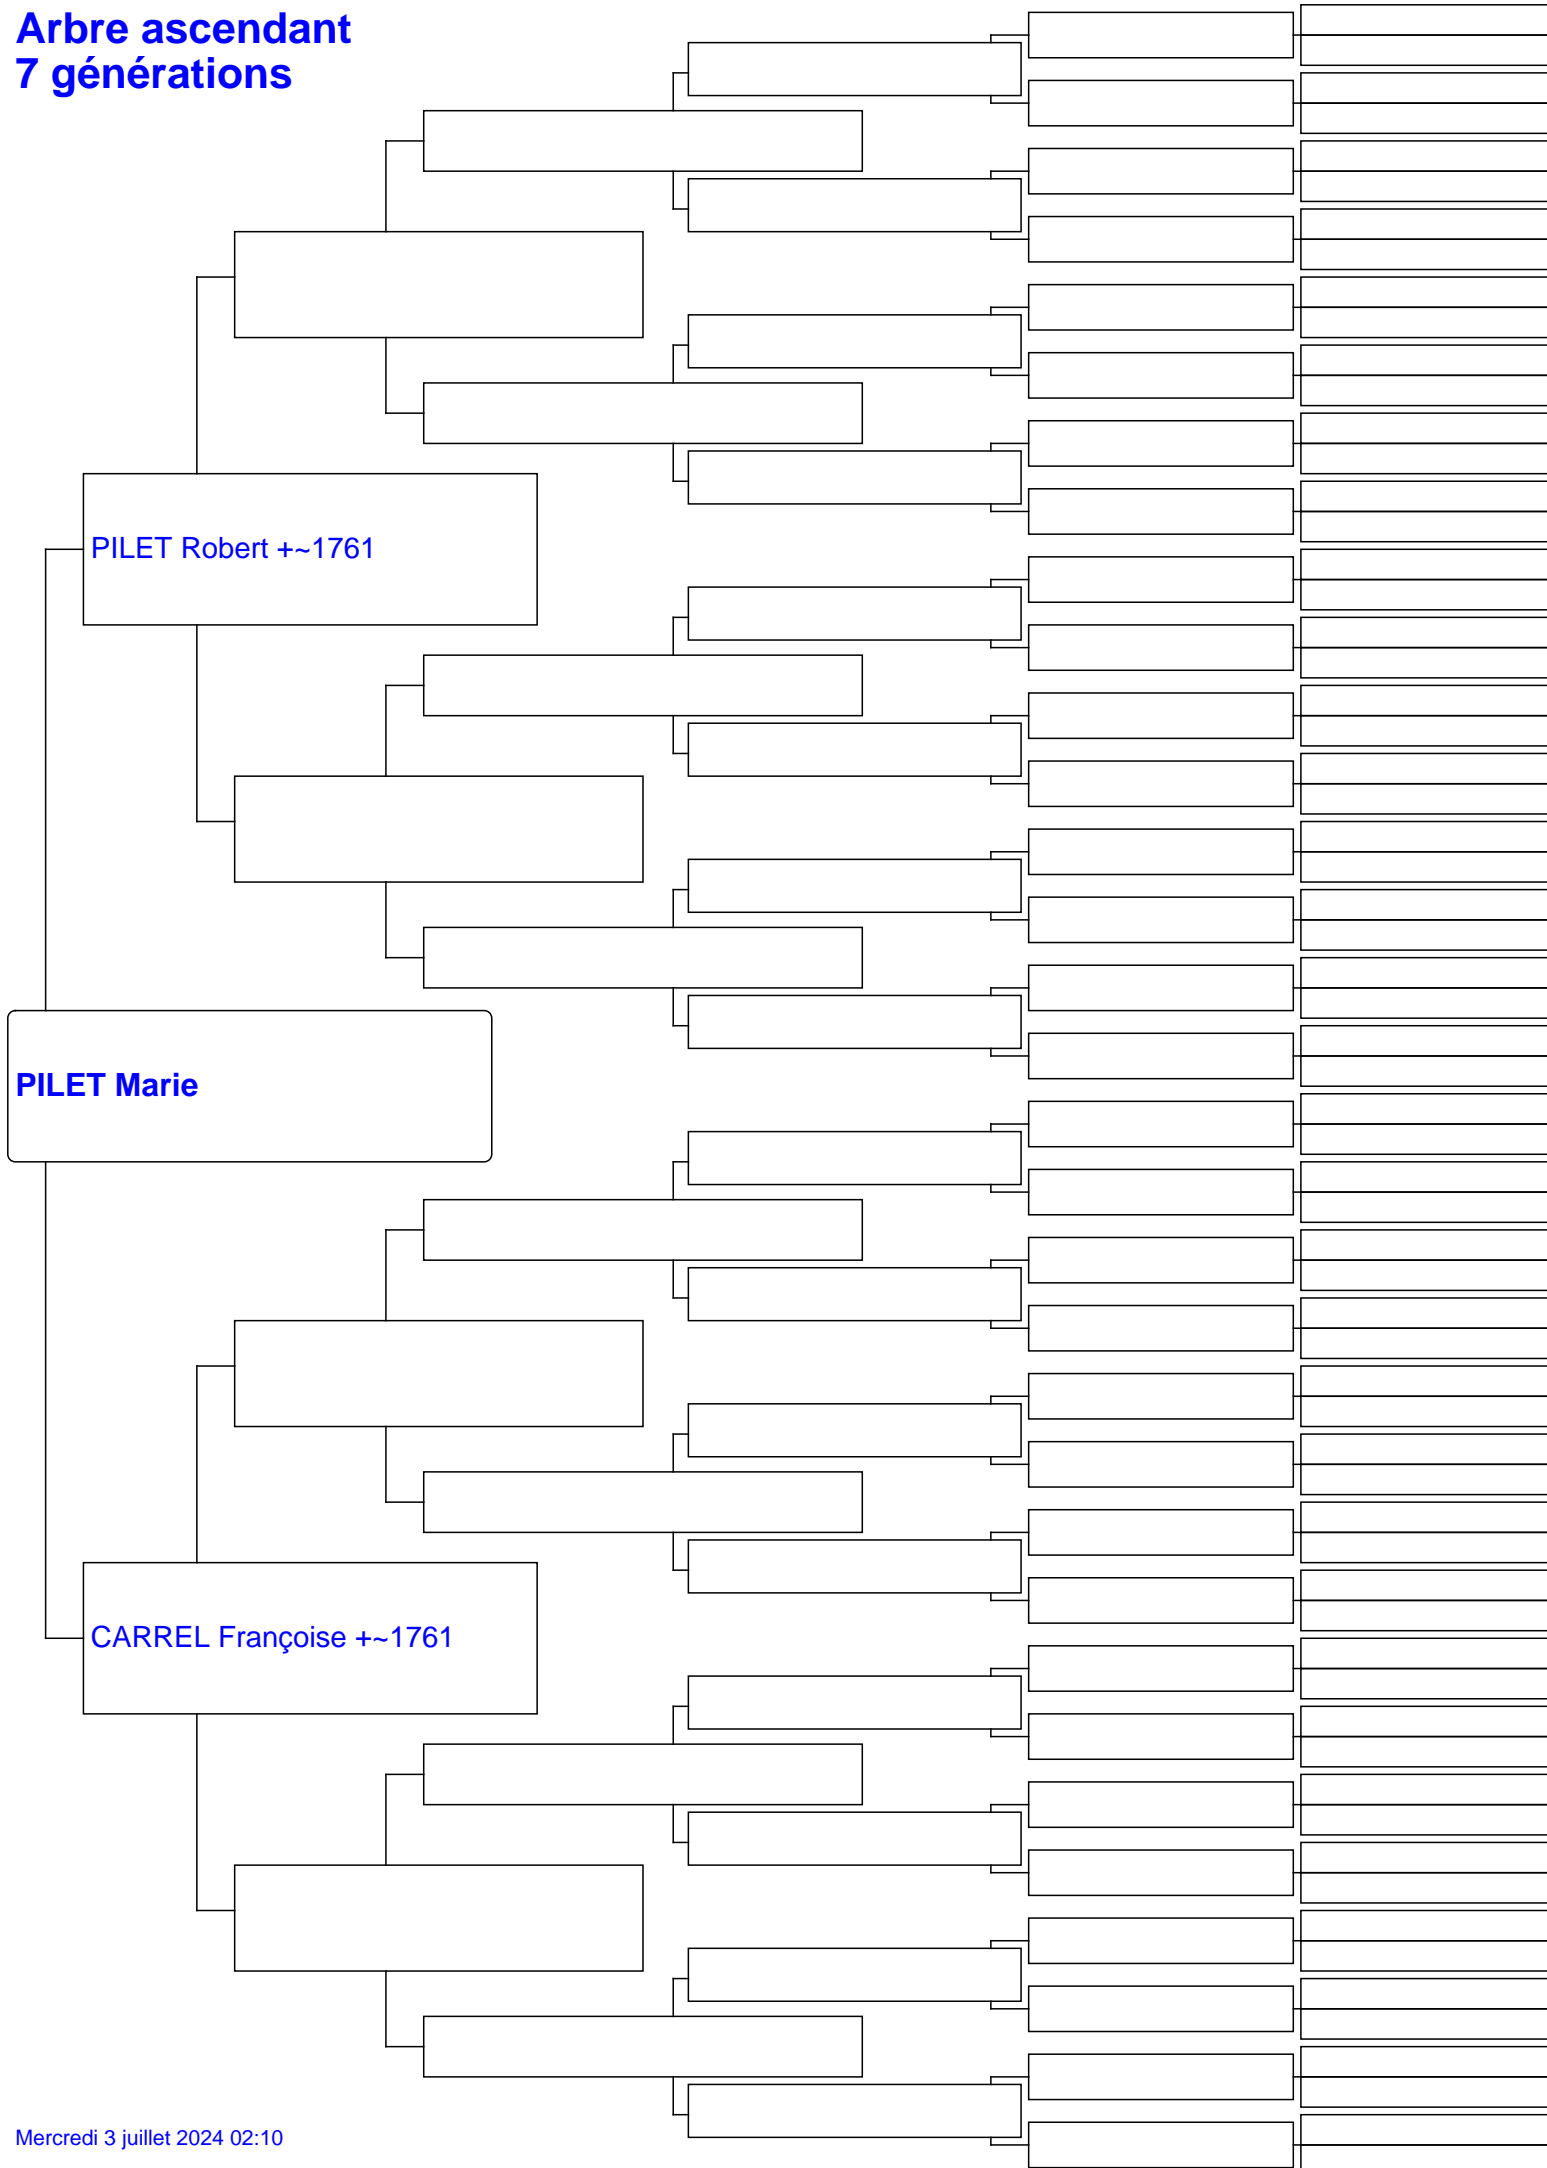 Arbre ascendant
7 générations
PILET Robert +~1761
PILET Marie
CARREL Françoise +~1761
Mercredi 3 juillet 2024 02:10